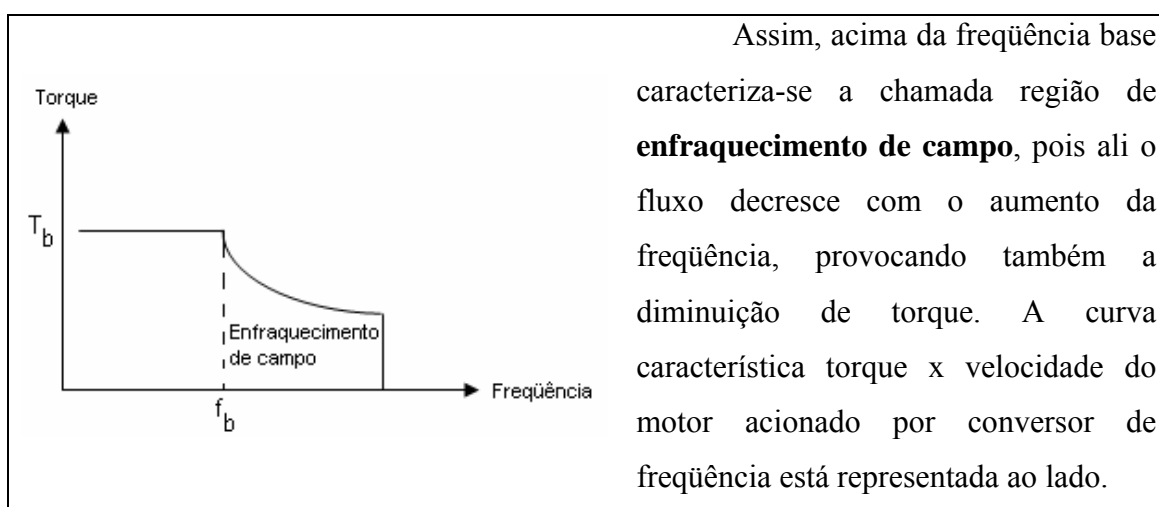 Torque
T b
Enfraquecimento
de campo
f b
Freqüência
Assim, acima da freqüência base
caracteriza-se a chamada região de
enfraquecimento de campo, pois ali o
fluxo decresce com o aumento da
freqüência, provocando também a
diminuição de torque. A curva
característica torque x velocidade do
motor acionado por conversor de
freqüência está representada ao lado.